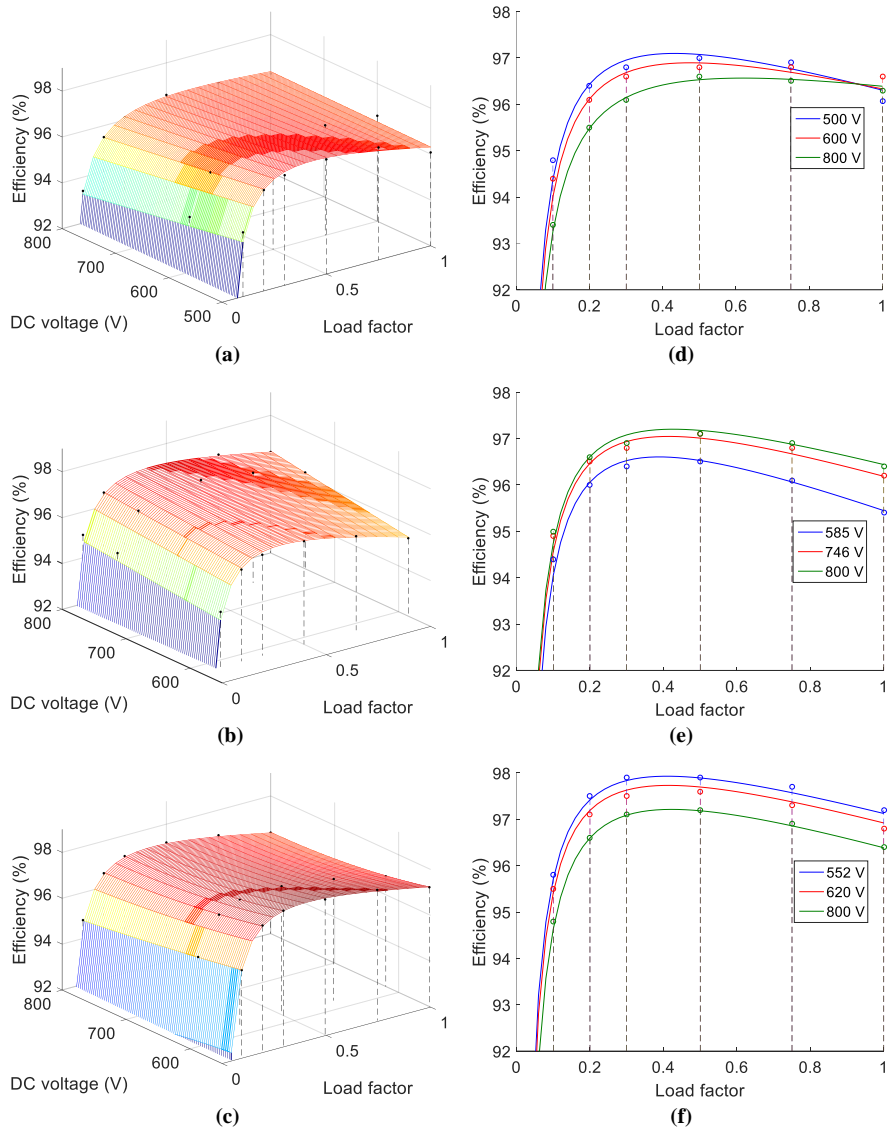 98
96
94
92
Efficiency (%)
800
700
600
500
DC voltage (V)
0
0.5
1
Load factor
(a)
98
97
96
95
94
93
92
Efficiency (%)
500 V
600 V
800 V
0
0.2
0.4
0.6
0.8
1
Load factor
(d)
98
96
94
92
Efficiency (%)
800
700
600
DC voltage (V)
0
0.5
1
Load factor
(b)
98
97
96
95
94
93
92
Efficiency (%)
585 V
746 V
800 V
0
0.2
0.4
0.6
0.8
1
Load factor
(e)
98
96
94
92
Efficiency (%)
800
700
600
DC voltage (V)
0
0.5
1
Load factor
(c)
98
97
96
95
94
93
92
Efficiency (%)
552 V
620 V
800 V
0
0.2
0.4
0.6
0.8
1
Load factor
(f)